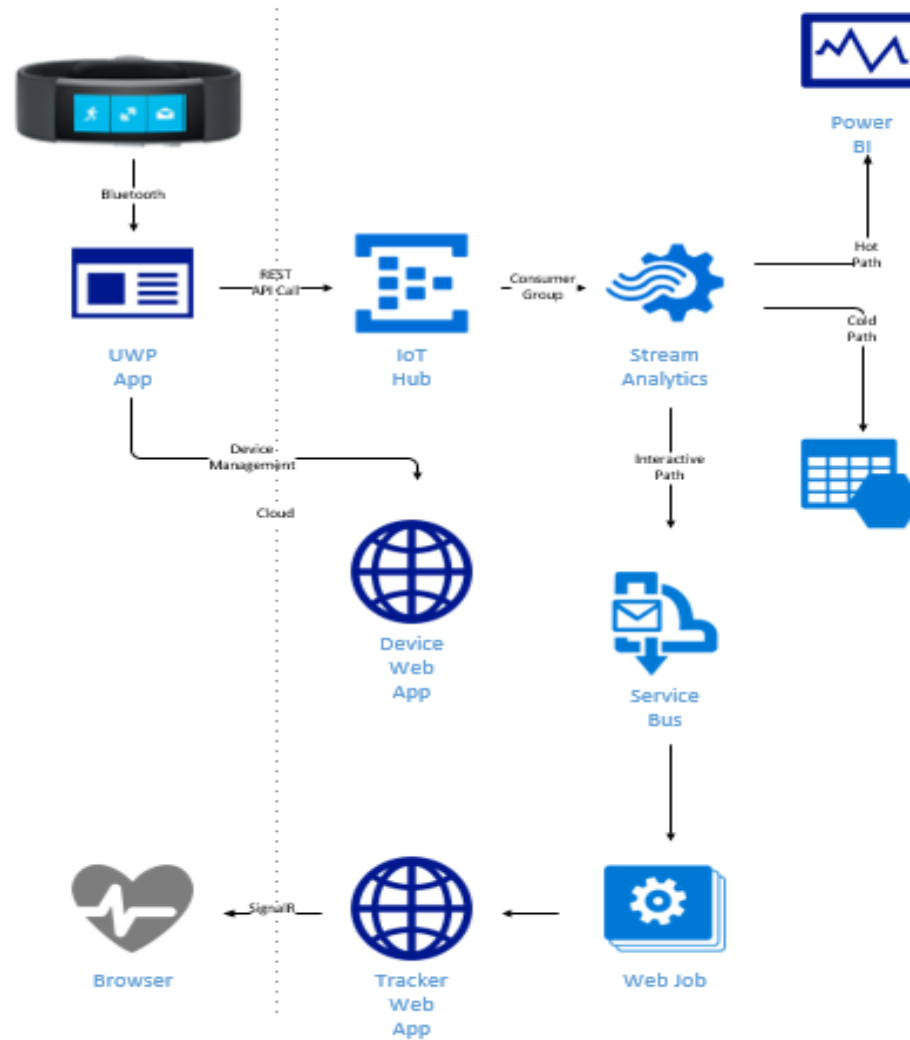 Power
BI
Bluetooth
Hot
Path
REST
API Call
Consumer
Group
Cold
Path
UWP
App
IoT
Hub
Stream
Analytics
Device
Management
Interactive
Path
Cloud
Device
Web
App
Service
Bus
SignalR
Browser
Tracker
Web
App
Web Job